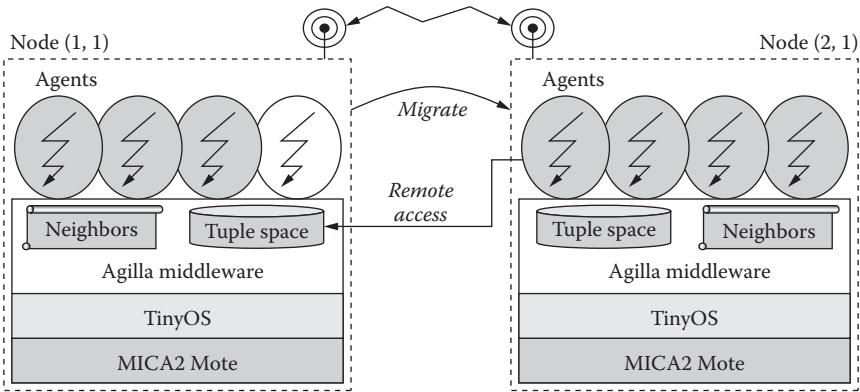 Node (1, 1)
Node (2, 1)
Agents
Agents
Migrate
Remote
access
Neighbors
Tuple space
Tuple space
Neighbors
Agilla middleware
Agilla middleware
TinyOS
TinyOS
MICA2 Mote
MICA2 Mote